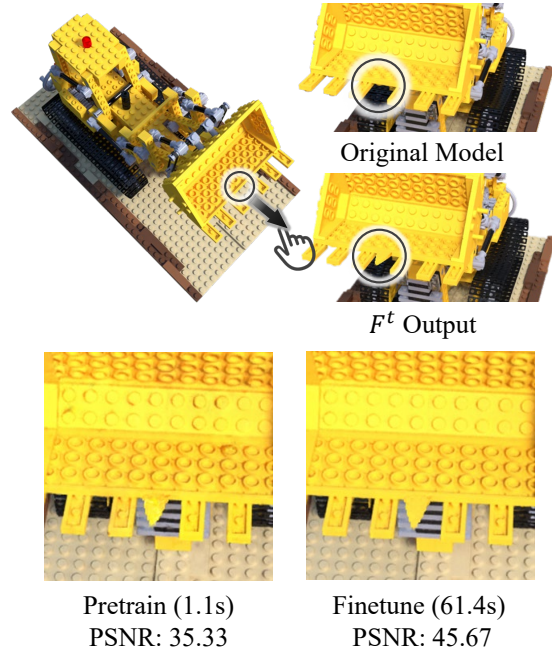 Original Model
F^t Output
Pretrain (1.1s)
PSNR: 35.33
Finetune (61.4s)
PSNR: 45.67